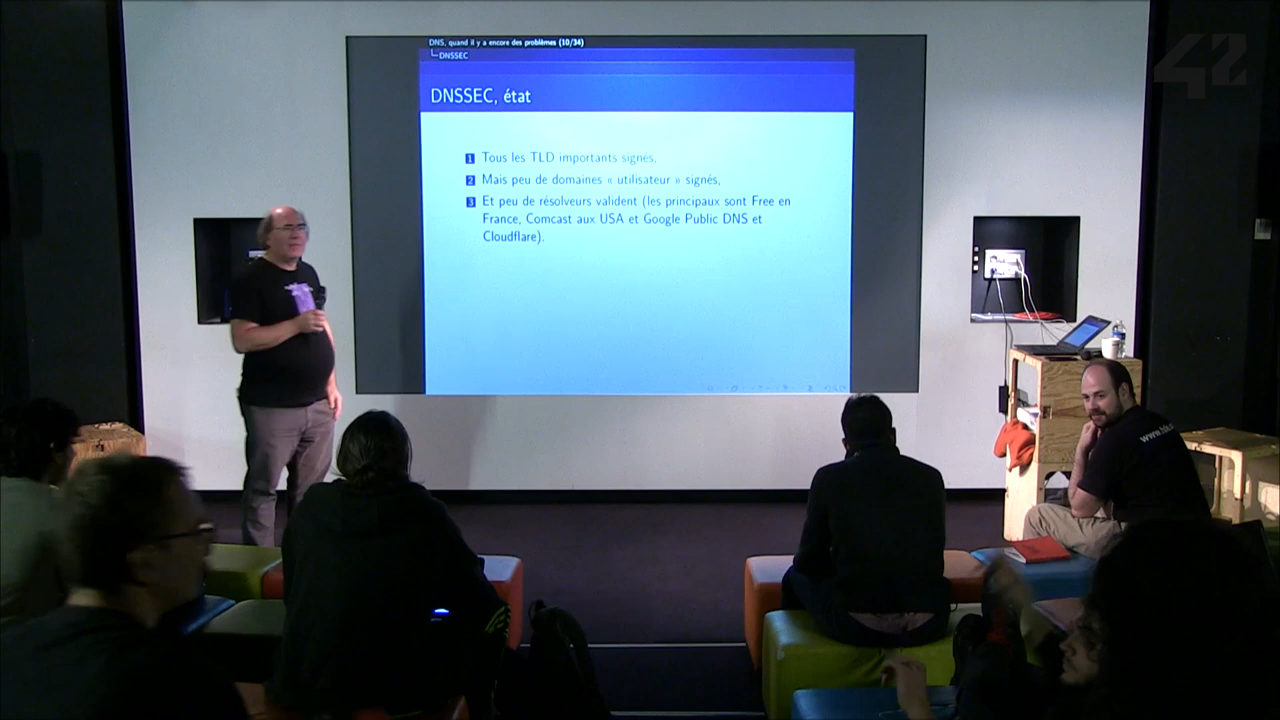 42
DNS, quand il y a encore des problèmes (10/34)
DNSSEC
DNSSEC, état
1 Tous les TLD importants signés,
2 Mais peu de domaines « utilisateur » signés,
3 Et peu de résolveurs valident (les principaux sont Free en
France, Comcast aux USA et Google Public DNS et
Cloudflare).